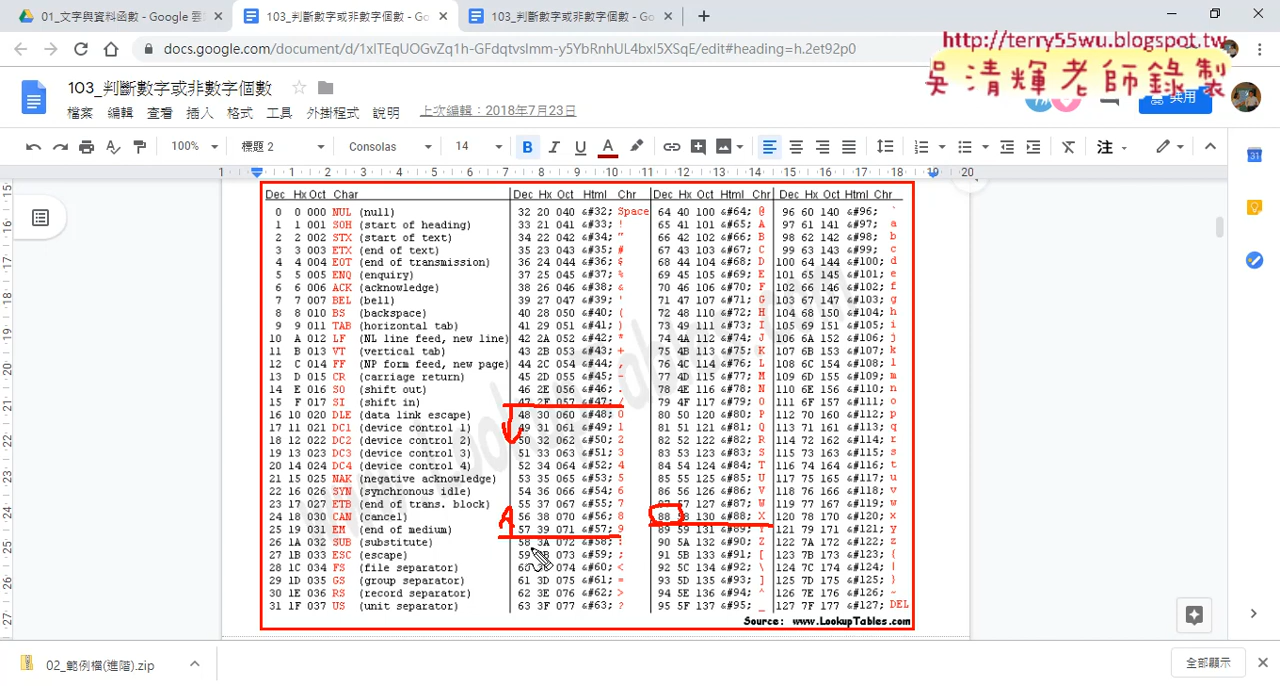 01_文字與資料函數 - Google 雲
103_判斷數字或非數字個數 - Go
103_判斷數字或非數字個數 - Go
docs.google.com/document/d/1xITEqUOGvZq1h-GFdqtvsImm-y5YbRnhUL4bxl5XSqE/edit#heading=h.2et92p0
http://terry55wu.blogspot.tw
吳清輝老師錄製
103_判斷數字或非數字個數
檔案 編輯 查看 插入 格式 工具 外掛程式 說明 上次編輯：2018年7月23日
共用
100% 標題 2 Consolas 14 B I U A 注
1 1 2 3 4 5 6 7 8 9 10 11 12 13 14 15 16 17 18 19 20
Dec Hx Oct Char Dec Hx Oct Html Chr Dec Hx Oct Html Chr Dec Hx Oct Html Chr
0 0 000 NUL (null) 32 20 040 &#32; Space 64 40 100 &#64; @ 96 60 140 &#96; `
1 1 001 SOH (start of heading) 33 21 041 &#33; ! 65 41 101 &#65; A 97 61 141 &#97; a
2 2 002 STX (start of text) 34 22 042 &#34; " 66 42 102 &#66; B 98 62 142 &#98; b
3 3 003 ETX (end of text) 35 23 043 &#35; # 67 43 103 &#67; C 99 63 143 &#99; c
4 4 004 EOT (end of transmission) 36 24 044 &#36; $ 68 44 104 &#68; D 100 64 144 &#100; d
5 5 005 ENQ (enquiry) 37 25 045 &#37; % 69 45 105 &#69; E 101 65 145 &#101; e
6 6 006 ACK (acknowledge) 38 26 046 &#38; & 70 46 106 &#70; F 102 66 146 &#102; f
7 7 007 BEL (bell) 39 27 047 &#39; ' 71 47 107 &#71; G 103 67 147 &#103; g
8 8 010 BS (backspace) 40 28 050 &#40; ( 72 48 110 &#72; H 104 68 150 &#104; h
9 9 011 TAB (horizontal tab) 41 29 051 &#41; ) 73 49 111 &#73; I 105 69 151 &#105; i
10 A 012 LF (NL line feed, new line) 42 2A 052 &#42; * 74 4A 112 &#74; J 106 6A 152 &#106; j
11 B 013 VT (vertical tab) 43 2B 053 &#43; + 75 4B 113 &#75; K 107 6B 153 &#107; k
12 C 014 FF (NP form feed, new page) 44 2C 054 &#44; , 76 4C 114 &#76; L 108 6C 154 &#108; l
13 D 015 CR (carriage return) 45 2D 055 &#45; - 77 4D 115 &#77; M 109 6D 155 &#109; m
14 E 016 SO (shift out) 46 2E 056 &#46; . 78 4E 116 &#78; N 110 6E 156 &#110; n
15 F 017 SI (shift in) 47 2F 057 &#47; / 79 4F 117 &#79; O 111 6F 157 &#111; o
16 10 020 DLE (data link escape) 48 30 060 &#48; 0 80 50 120 &#80; P 112 70 160 &#112; p
17 11 021 DC1 (device control 1) 49 31 061 &#49; 1 81 51 121 &#81; Q 113 71 161 &#113; q
18 12 022 DC2 (device control 2) 50 32 062 &#50; 2 82 52 122 &#82; R 114 72 162 &#114; r
19 13 023 DC3 (device control 3) 51 33 063 &#51; 3 83 53 123 &#83; S 115 73 163 &#115; s
20 14 024 DC4 (device control 4) 52 34 064 &#52; 4 84 54 124 &#84; T 116 74 164 &#116; t
21 15 025 NAK (negative acknowledge) 53 35 065 &#53; 5 85 55 125 &#85; U 117 75 165 &#117; u
22 16 026 SYN (synchronous idle) 54 36 066 &#54; 6 86 56 126 &#86; V 118 76 166 &#118; v
23 17 027 ETB (end of trans. block) 55 37 067 &#55; 7 87 57 127 &#87; W 119 77 167 &#119; w
24 18 030 CAN (cancel) 56 38 070 &#56; 8 88 58 130 &#88; X 120 78 170 &#120; x
25 19 031 EM (end of medium) 57 39 071 &#57; 9 89 59 131 &#89; Y 121 79 171 &#121; y
26 1A 032 SUB (substitute) 58 3A 072 &#58; : 90 5A 132 &#90; Z 122 7A 172 &#122; z
27 1B 033 ESC (escape) 59 3B 073 &#59; ; 91 5B 133 &#91; [ 123 7B 173 &#123; {
28 1C 034 FS (file separator) 60 3C 074 &#60; < 92 5C 134 &#92; \ 124 7C 174 &#124; |
29 1D 035 GS (group separator) 61 3D 075 &#61; = 93 5D 135 &#93; ] 125 7D 175 &#125; }
30 1E 036 RS (record separator) 62 3E 076 &#62; > 94 5E 136 &#94; ^ 126 7E 176 &#126; ~
31 1F 037 US (unit separator) 63 3F 077 &#63; ? 95 5F 137 &#95; _ 127 7F 177 &#127; DEL
Source: www.LookupTables.com
02_範例檔(進階).zip
全部顯示